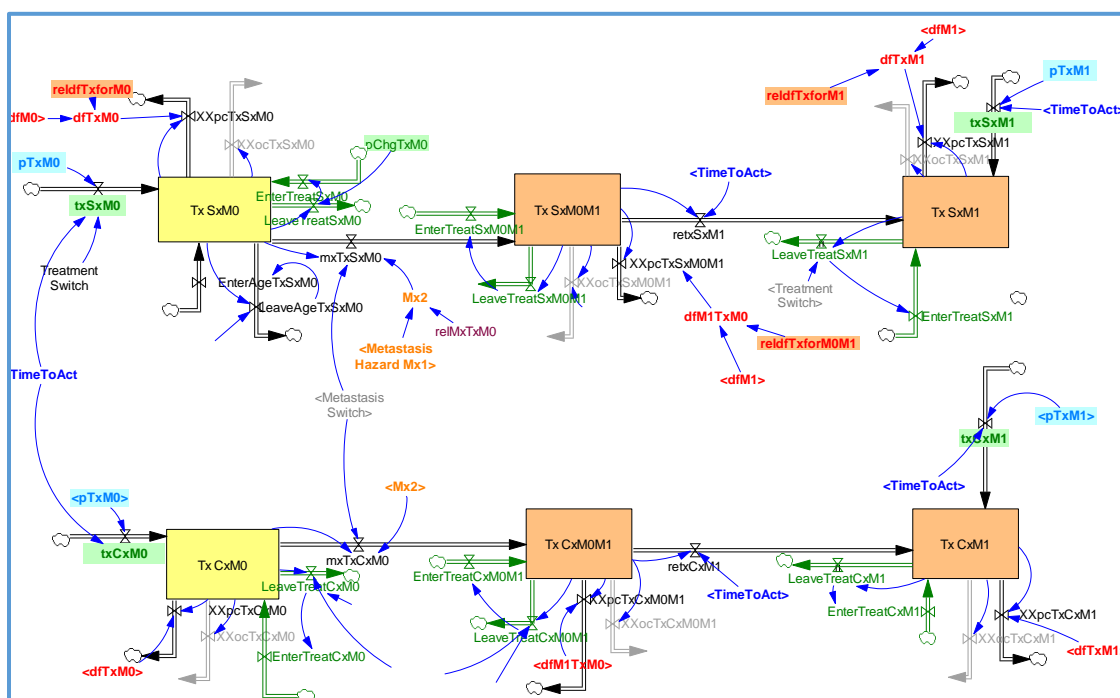 <dfM1>
reldfTxforM0
dfTxM1
pTxM1
XXpcTxSxM0
reldfTxforM1
<TimeToAct>
dfM0>
dfTxM0
txSxM1
XXocTxSxM0
pChgTxM0
XXpcTxSxM1
XXocTxSxM1
pTxM0
<TimeToAct>
EnterTreatSxM0
txSxM0
Tx SxM0
Tx SxM0M1
Tx SxM1
LeaveTreatSxM0
EnterTreatSxM0M1
retxSxM1
LeaveTreatSxM1
mxTxSxM0
XXpcTxSxM0M1
Treatment
Switch
EnterAgeTxSxM0
XXocTxSxM0M1
<Treatment
Switch>
LeaveTreatSxM0M1
Mx2
LeaveAgeTxSxM0
dfM1TxM0
EnterTreatSxM1
relMxTxM0
<Metastasis
Hazard Mx1>
reldfTxforM0M1
TimeToAct
<dfM1>
<Metastasis
Switch>
<pTxM1>
txCxM1
<Mx2>
<TimeToAct>
<pTxM0>
txCxM0
mxTxCxM0
Tx CxM0
Tx CxM0M1
Tx CxM1
retxCxM1
LeaveTreatCxM0
EnterTreatCxM0M1
LeaveTreatCxM1
<TimeToAct>
XXpcTxCxM0
XXpcTxCxM0M1
EnterTreatCxM1
XXpcTxCxM1
XXocTxCxM0
LeaveTreatCxM0M1
XXocTxCxM0M1
XXocTxCxM1
EnterTreatCxM0
<dfTxM0>
<dfM1TxM0>
<dfTxM1